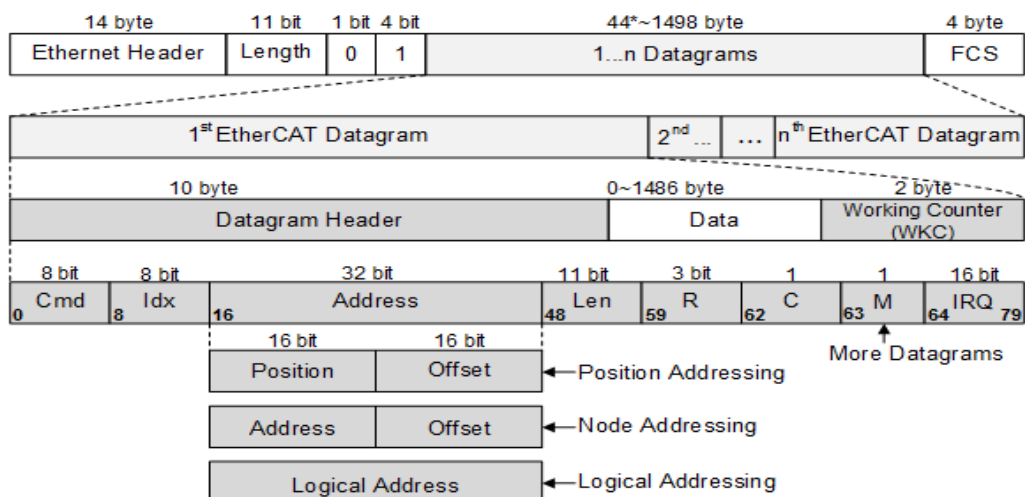 14 byte 11 bit 1 bit 4 bit 44*~1498 byte 4 byte
Ethernet Header Length 0 1 1...n Datagrams FCS
1st EtherCAT Datagram 2nd ... ... nth EtherCAT Datagram
10 byte 0~1486 byte 2 byte
Datagram Header Data Working Counter
(WKC)
8 bit 8 bit 32 bit 11 bit 3 bit 1 1 16 bit
Cmd Idx Address Len R C M IRQ
0 8 16 48 59 62 63 64 79
16 bit 16 bit More Datagrams
Position Offset Position Addressing
Address Offset Node Addressing
Logical Address Logical Addressing